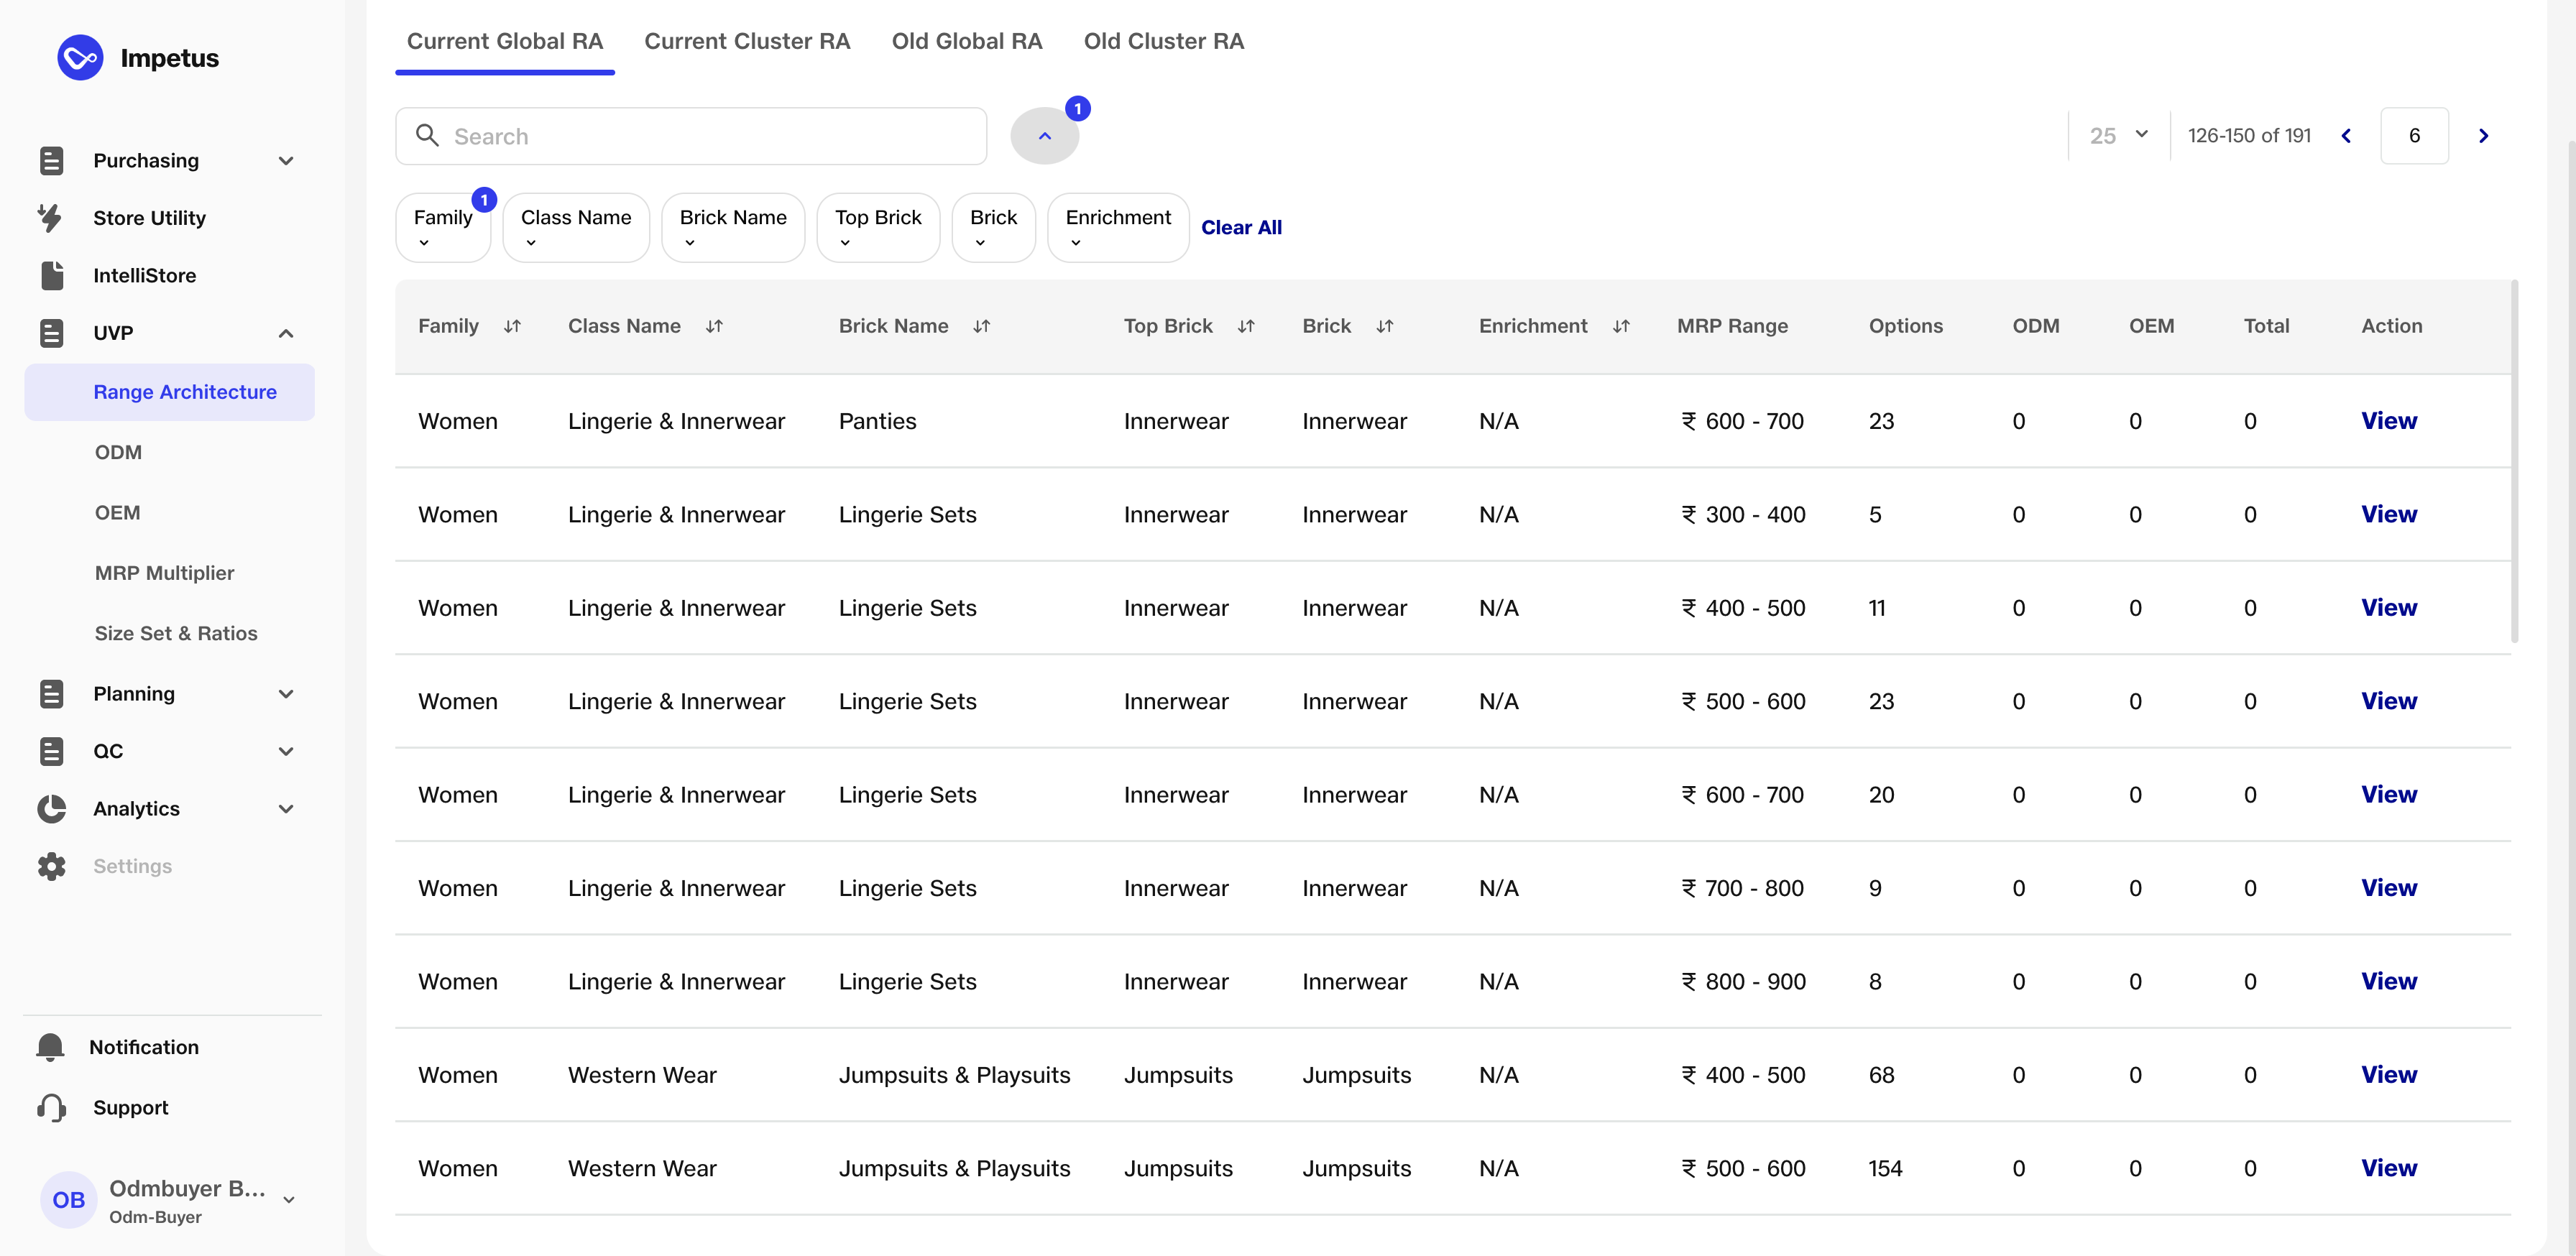 Impetus
Purchasing
Store Utility
IntelliStore
UVP
Range Architecture
ODM
OEM
MRP Multiplier
Size Set & Ratios
Planning
QC
Analytics
Settings
Notification
Support
OB
Odmbuyer B...
Odm-Buyer
Current Global RA Current Cluster RA Old Global RA Old Cluster RA
Search 1 25 126-150 of 191 6
Family 1 Class Name Brick Name Top Brick Brick Enrichment Clear All
Family Class Name Brick Name Top Brick Brick Enrichment MRP Range Options ODM OEM Total Action
Women Lingerie & Innerwear Panties Innerwear Innerwear N/A ₹ 600 - 700 23 0 0 0 View
Women Lingerie & Innerwear Lingerie Sets Innerwear Innerwear N/A ₹ 300 - 400 5 0 0 0 View
Women Lingerie & Innerwear Lingerie Sets Innerwear Innerwear N/A ₹ 400 - 500 11 0 0 0 View
Women Lingerie & Innerwear Lingerie Sets Innerwear Innerwear N/A ₹ 500 - 600 23 0 0 0 View
Women Lingerie & Innerwear Lingerie Sets Innerwear Innerwear N/A ₹ 600 - 700 20 0 0 0 View
Women Lingerie & Innerwear Lingerie Sets Innerwear Innerwear N/A ₹ 700 - 800 9 0 0 0 View
Women Lingerie & Innerwear Lingerie Sets Innerwear Innerwear N/A ₹ 800 - 900 8 0 0 0 View
Women Western Wear Jumpsuits & Playsuits Jumpsuits Jumpsuits N/A ₹ 400 - 500 68 0 0 0 View
Women Western Wear Jumpsuits & Playsuits Jumpsuits Jumpsuits N/A ₹ 500 - 600 154 0 0 0 View